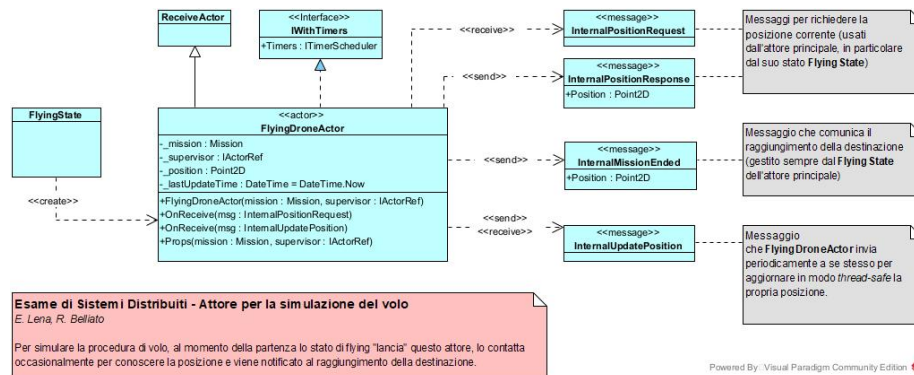 ReceiveActor
<<Interface>>
IWithTimers
+Timers : ITimerScheduler
<<receive>>
<<message>>
InternalPositionRequest
Messaggi per richiedere la
posizione corrente (usati
dall'attore principale, in particolare
dal suo stato Flying State)
<<send>>
<<message>>
InternalPositionResponse
+Position : Point2D
FlyingState
<<create>>
<<actor>>
FlyingDroneActor
-_mission : Mission
-_supervisor : IActorRef
-_position : Point2D
-_lastUpdateTime : DateTime = DateTime.Now
+FlyingDroneActor(mission : Mission, supervisor : IActorRef)
+OnReceive(msg : InternalPositionRequest)
+OnReceive(msg : InternalUpdatePosition)
+Props(mission : Mission, supervisor : IActorRef)
<<send>>
<<message>>
InternalMissionEnded
+Position : Point2D
Messaggio che comunica il
raggiungimento della destinazione
(gestito sempre dal Flying State
dell'attore principale)
<<send>>
<<receive>>
<<message>>
InternalUpdatePosition
Messaggio
che FlyingDroneActor invia
periodicamente a se stesso per
aggiornare in modo thread-safe la
propria posizione.
Esame di Sistemi Distribuiti - Attore per la simulazione del volo
E. Lena, R. Bellato
Per simulare la procedura di volo, al momento della partenza lo stato di flying "lancia" questo attore, lo contatta
occasionalmente per conoscere la posizione e viene notificato al raggiungimento della destinazione.
Powered By: Visual Paradigm Community Edition